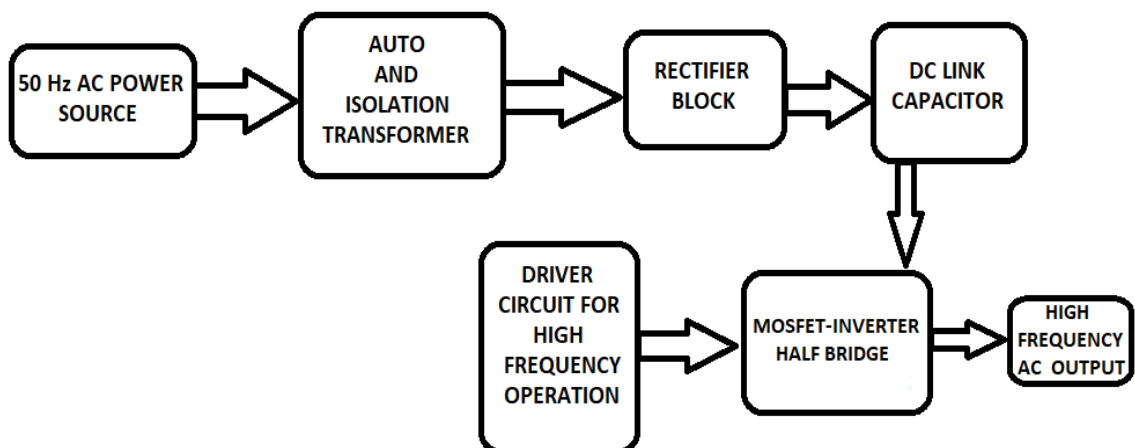 50 Hz AC POWER
SOURCE
AUTO
AND
ISOLATION
TRANSFORMER
RECTIFIER
BLOCK
DC LINK
CAPACITOR
DRIVER
CIRCUIT FOR
HIGH
FREQUENCY
OPERATION
MOSFET-INVERTER
HALF BRIDGE
HIGH
FREQUENCY
AC OUTPUT